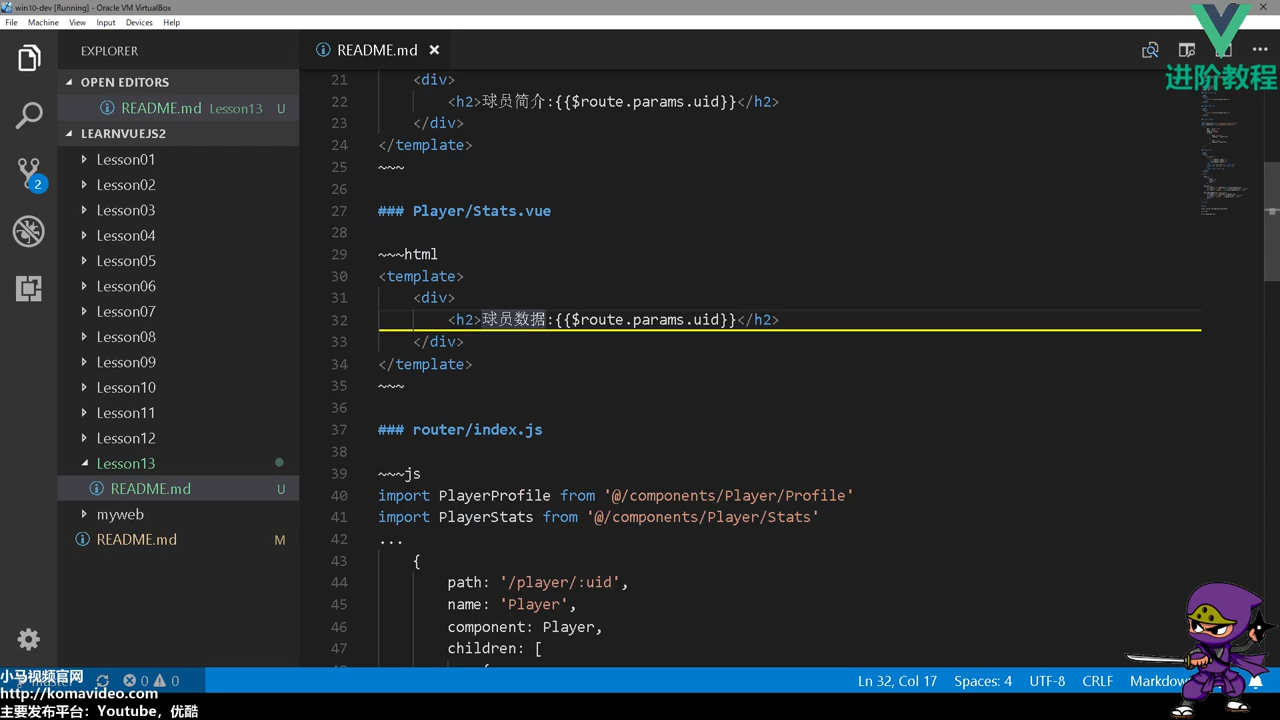 win10-dev [Running] - Oracle VM VirtualBox
File Machine View Input Devices Help
EXPLORER
README.md
进阶教程
OPEN EDITORS
README.md Lesson13 U
LEARNVUEJS2
Lesson01
Lesson02
Lesson03
Lesson04
Lesson05
Lesson06
Lesson07
Lesson08
Lesson09
Lesson10
Lesson11
Lesson12
Lesson13
README.md U
myweb
README.md M
2
21 <div>
22 <h2>球员简介:{{$route.params.uid}}</h2>
23 </div>
24 </template>
25 ~~~
26
27 ### Player/Stats.vue
28
29 ~~~html
30 <template>
31 <div>
32 <h2>球员数据:{{$route.params.uid}}</h2>
33 </div>
34 </template>
35 ~~~
36
37 ### router/index.js
38
39 ~~~js
40 import PlayerProfile from '@/components/Player/Profile'
41 import PlayerStats from '@/components/Player/Stats'
42 ...
43 {
44 path: '/player/:uid',
45 name: 'Player',
46 component: Player,
47 children: [
小马视频官网
http://komavideo.com
主要发布平台：Youtube，优酷
0 0
Ln 32, Col 17 Spaces: 4 UTF-8 CRLF Markdow